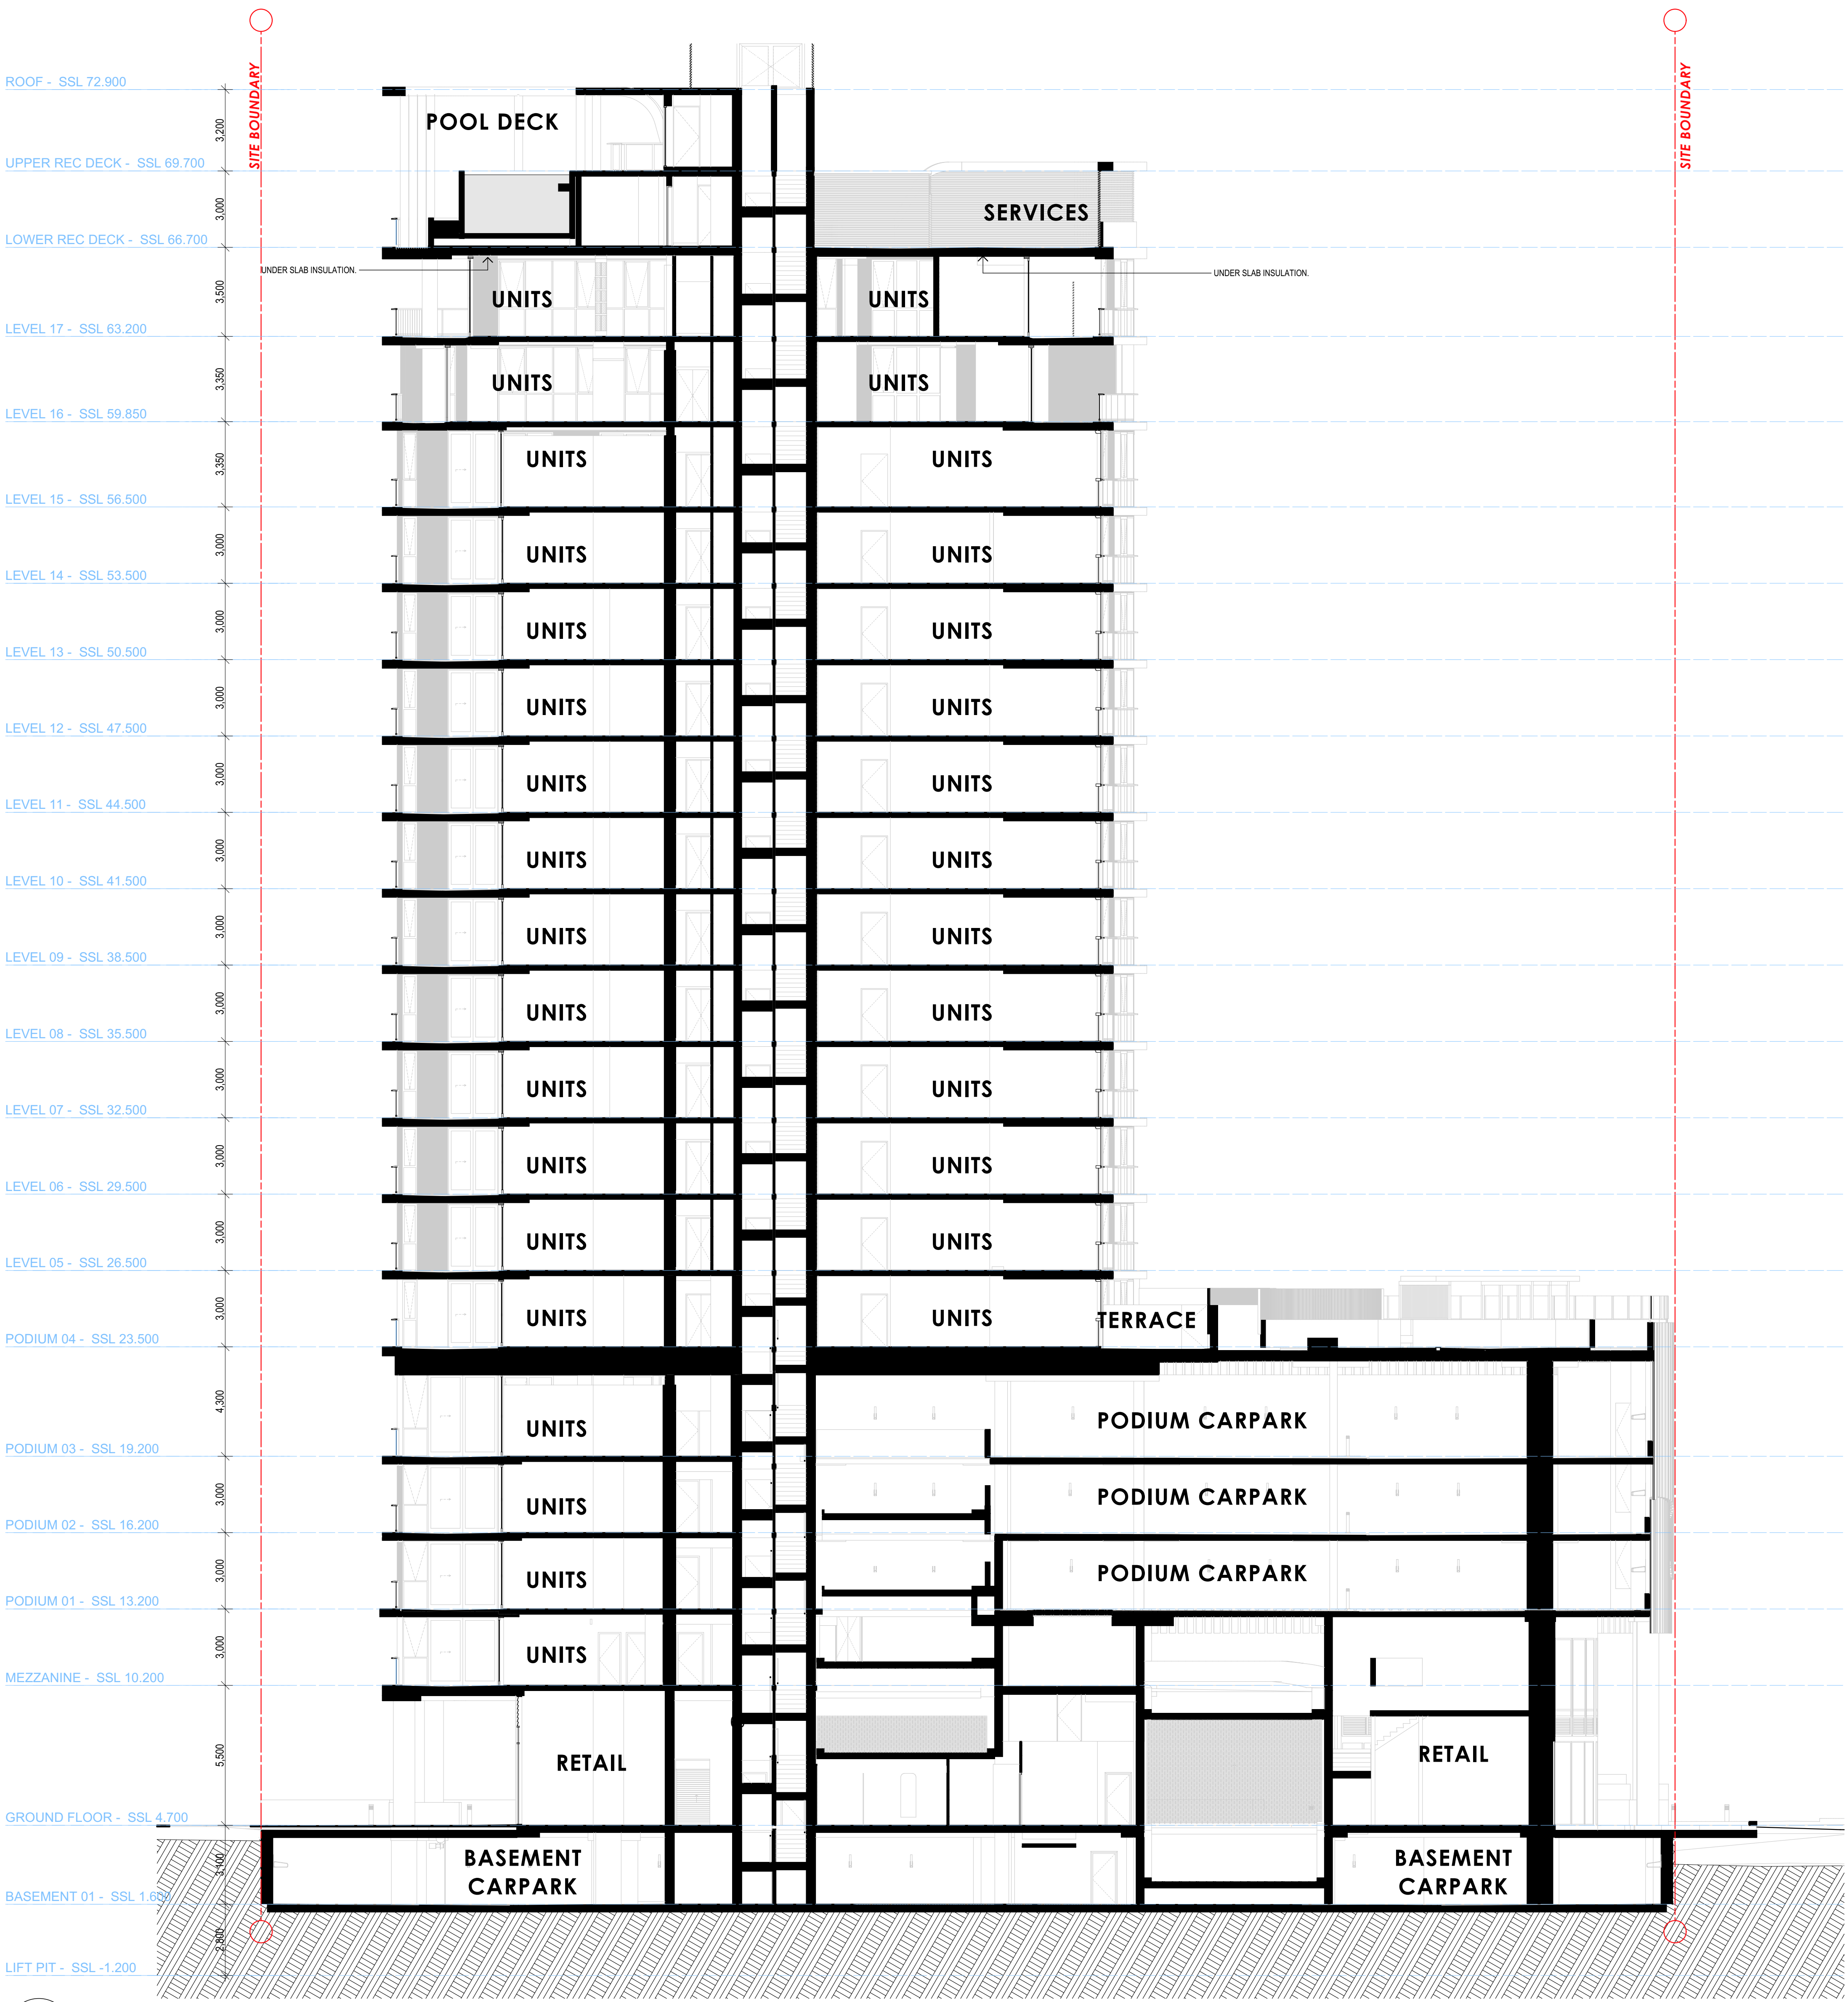 ROOF - SSL 72.900
SITE BOUNDARY
SITE BOUNDARY
3,200
POOL DECK
UPPER REC DECK - SSL 69.700
3,000
SERVICES
LOWER REC DECK - SSL 66.700
UNDER SLAB INSULATION.
UNDER SLAB INSULATION.
3,500
UNITS
UNITS
LEVEL 17 - SSL 63.200
3,350
UNITS
UNITS
LEVEL 16 - SSL 59.850
3,350
UNITS
UNITS
LEVEL 15 - SSL 56.500
3,000
UNITS
UNITS
LEVEL 14 - SSL 53.500
3,000
UNITS
UNITS
LEVEL 13 - SSL 50.500
3,000
UNITS
UNITS
LEVEL 12 - SSL 47.500
3,000
UNITS
UNITS
LEVEL 11 - SSL 44.500
3,000
UNITS
UNITS
LEVEL 10 - SSL 41.500
3,000
UNITS
UNITS
LEVEL 09 - SSL 38.500
3,000
UNITS
UNITS
LEVEL 08 - SSL 35.500
3,000
UNITS
UNITS
LEVEL 07 - SSL 32.500
3,000
UNITS
UNITS
LEVEL 06 - SSL 29.500
3,000
UNITS
UNITS
LEVEL 05 - SSL 26.500
3,000
UNITS
UNITS
TERRACE
PODIUM 04 - SSL 23.500
4,300
UNITS
PODIUM CARPARK
PODIUM 03 - SSL 19.200
3,000
UNITS
PODIUM CARPARK
PODIUM 02 - SSL 16.200
3,000
UNITS
PODIUM CARPARK
PODIUM 01 - SSL 13.200
3,000
UNITS
MEZZANINE - SSL 10.200
5,500
RETAIL
RETAIL
GROUND FLOOR - SSL 4.700
3,100
BASEMENT
CARPARK
BASEMENT
CARPARK
BASEMENT 01 - SSL 1.600
2,800
LIFT PIT - SSL -1.200